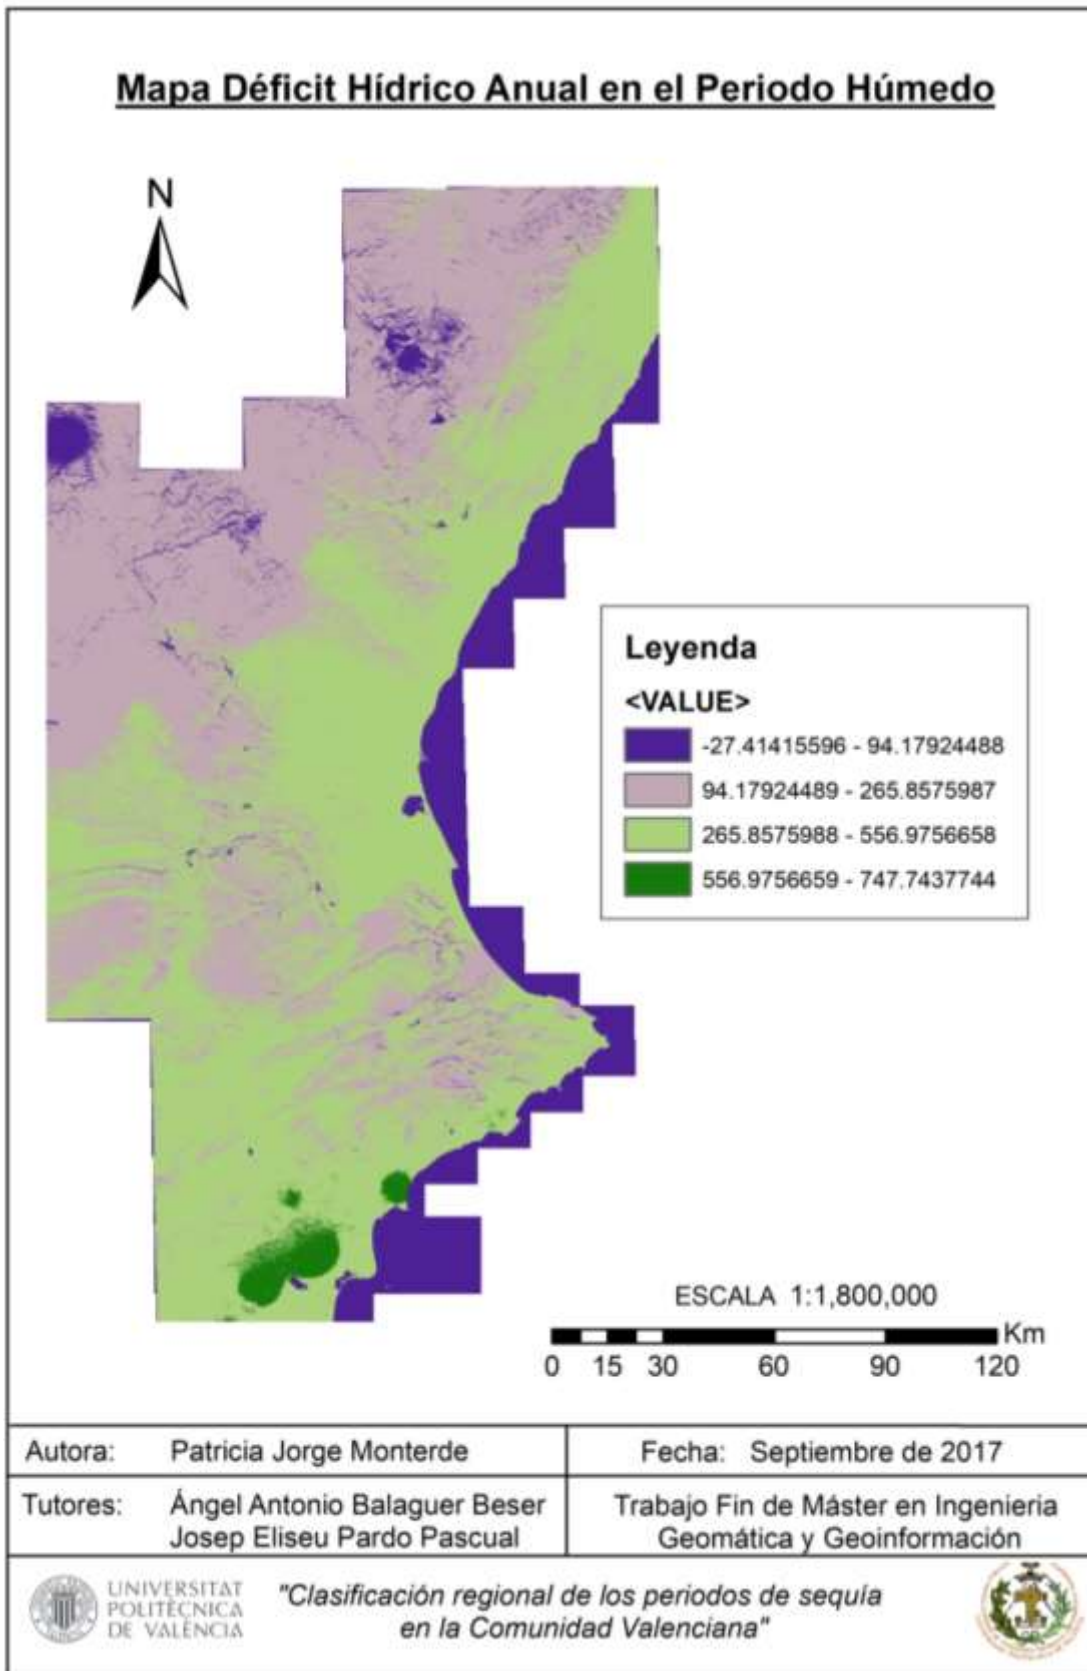 Mapa Déficit Hídrico Anual en el Periodo Húmedo
N
Leyenda
<VALUE>
-27.41415596 - 94.17924488
94.17924489 - 265.8575987
265.8575988 - 556.9756658
556.9756659 - 747.7437744
ESCALA 1:1,800,000
Km
0 15 30 60 90 120
Autora: Patricia Jorge Monterde
Fecha: Septiembre de 2017
Tutores: Ángel Antonio Balaguer Beser
Josep Eliseu Pardo Pascual
Trabajo Fin de Máster en Ingenieria
Geomática y Geoinformación
UNIVERSITAT
POLITÈCNICA
DE VALÈNCIA
"Clasificación regional de los periodos de sequía
en la Comunidad Valenciana"